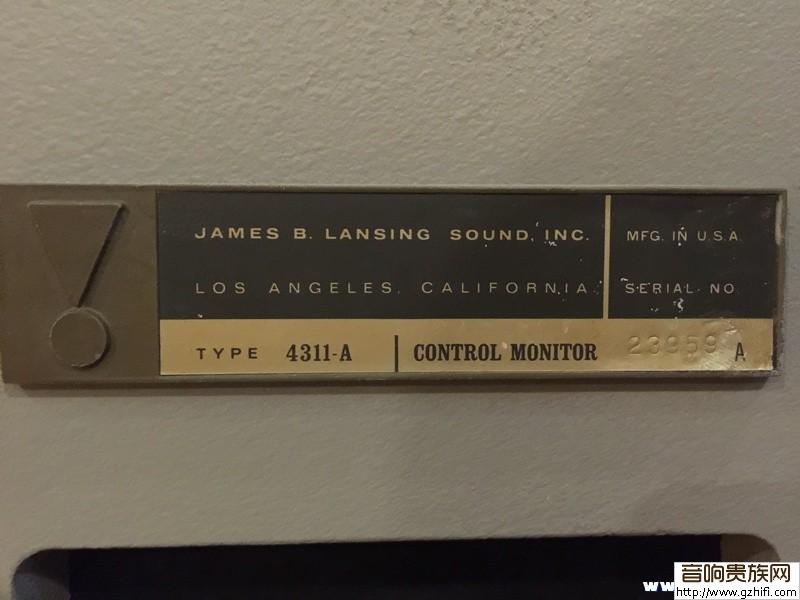 JAMES B. LANSING SOUND, INC.
LOS ANGELES, CALIFORNIA
MFG. IN U.S.A.
SERIAL NO.
TYPE 4311-A
CONTROL MONITOR
A
音响贵族网
http://www.gzhifi.com